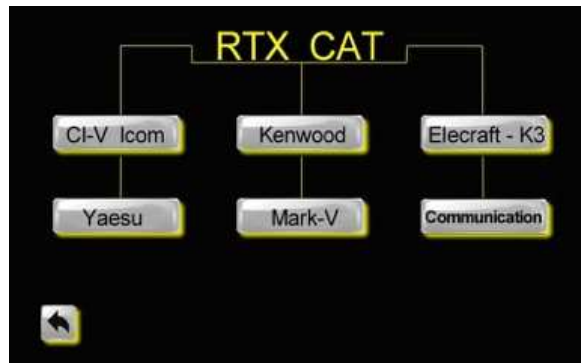 RTX CAT
CI-V Icom
Kenwood
Elecraft - K3
Yaesu
Mark-V
Communication